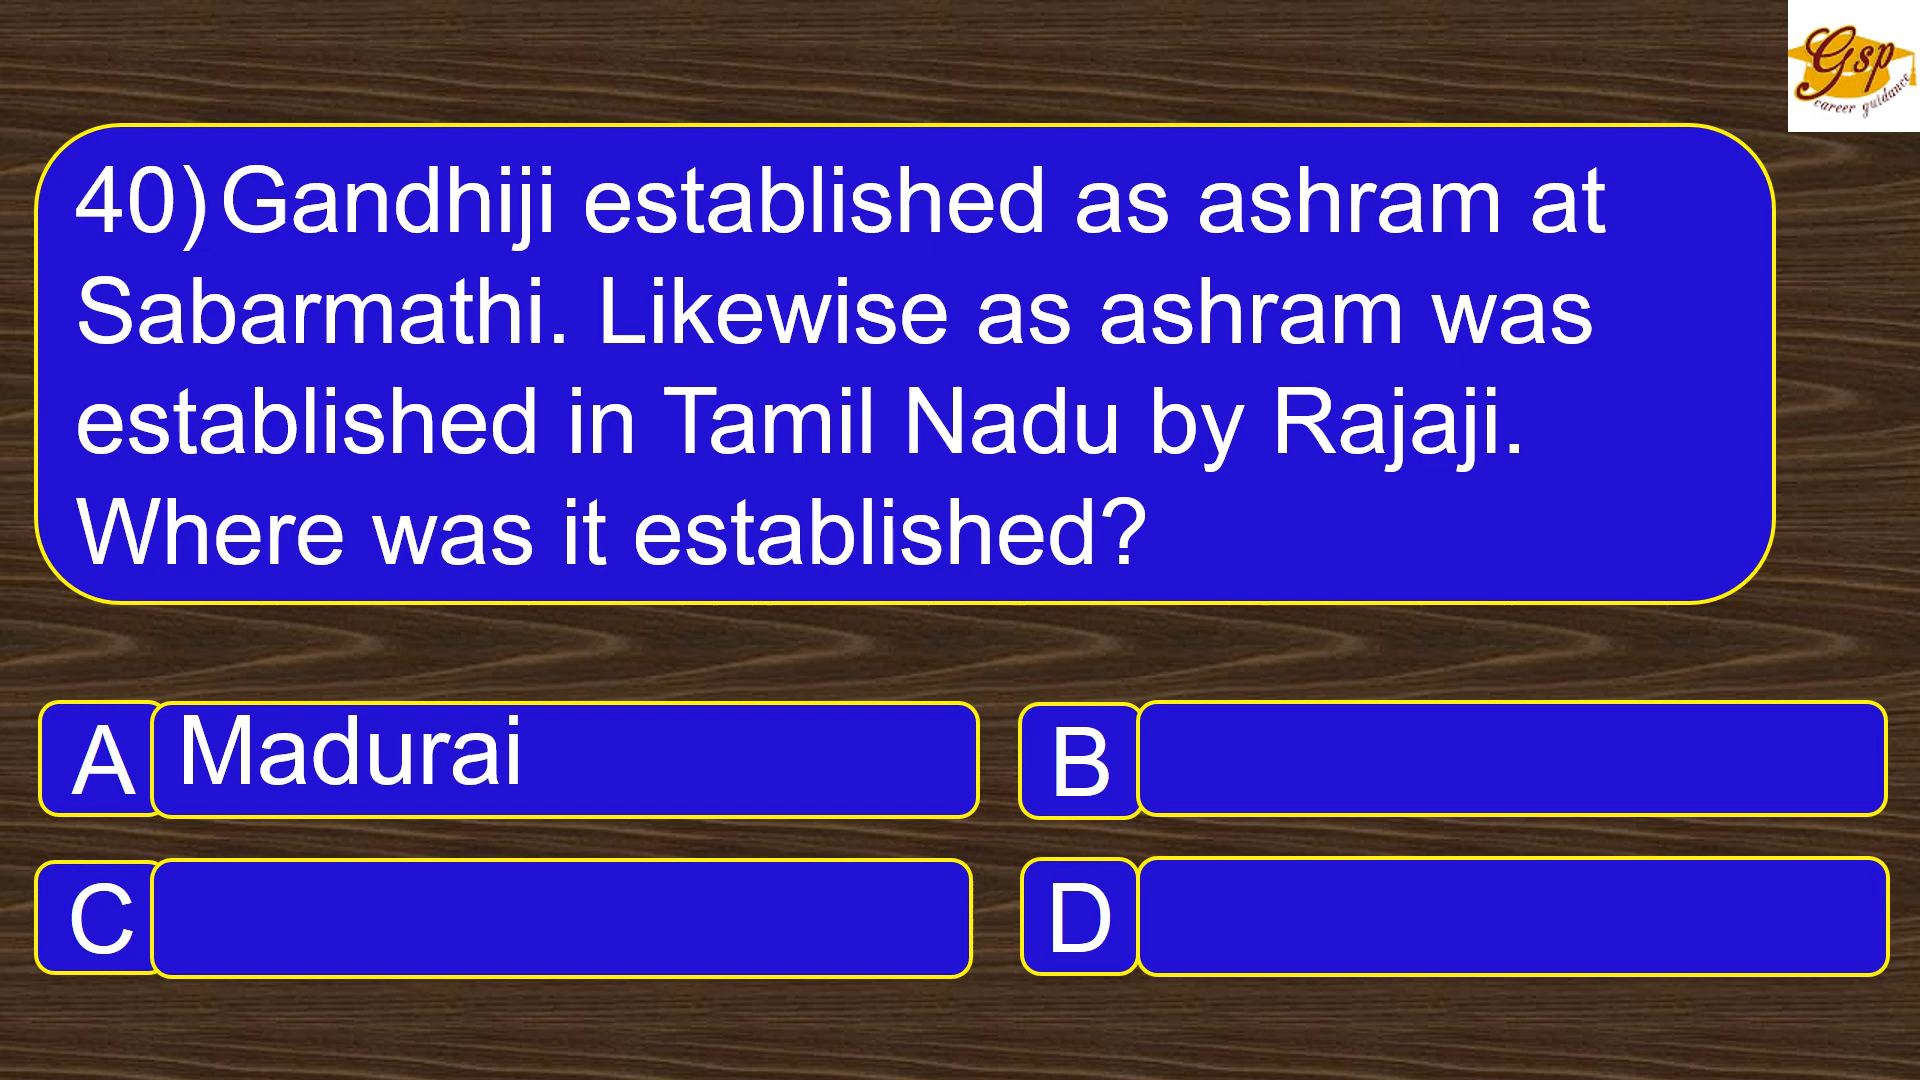 Gsp
career guidance
40) Gandhiji established as ashram at
Sabarmathi. Likewise as ashram was
established in Tamil Nadu by Rajaji.
Where was it established?
A Madurai
B
C
D